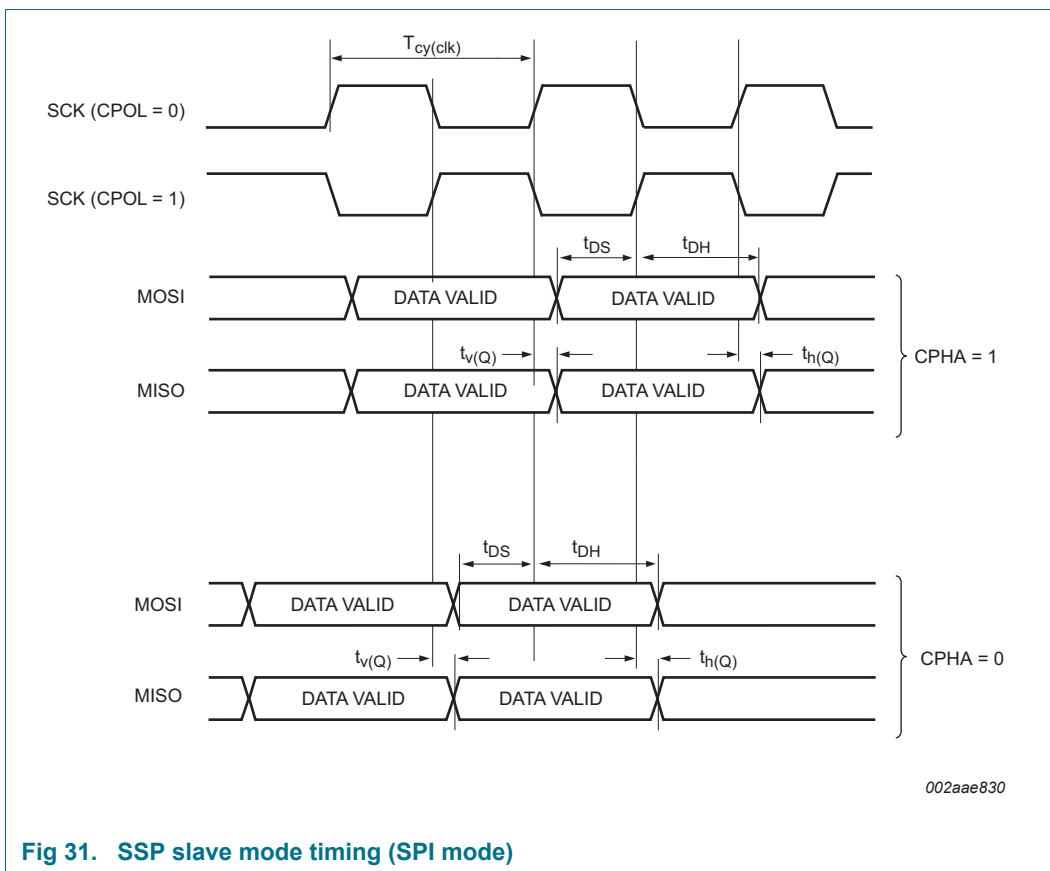 Tcy(clk)
SCK (CPOL = 0)
SCK (CPOL = 1)
tDS tDH
MOSI DATA VALID DATA VALID
tv(Q) th(Q) CPHA = 1
MISO DATA VALID DATA VALID
tDS tDH
MOSI DATA VALID DATA VALID
tv(Q) th(Q) CPHA = 0
MISO DATA VALID DATA VALID
002aae830
Fig 31. SSP slave mode timing (SPI mode)